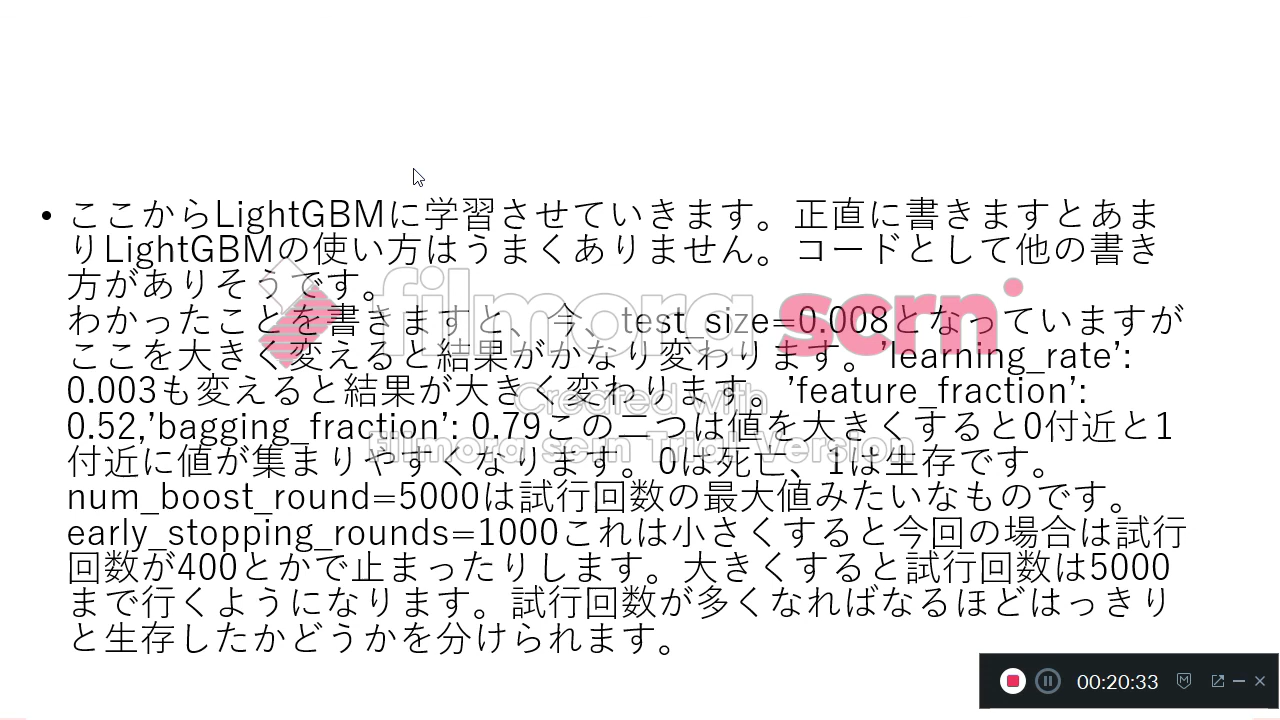 • ここからLightGBMに学習させていきます。正直に書きますとあま
りLightGBMの使い方はうまくありません。コードとして他の書き
方がありそうです。
わかったことを書きますと、今、test_size=0.008となっていますが
ここを大きく変えると結果がかなり変わります。’learning_rate’:
0.003も変えると結果が大きく変わります。’feature_fraction’:
0.52,’bagging_fraction’: 0.79この二つは値を大きくすると0付近と1
付近に値が集まりやすくなります。0は死亡、1は生存です。
num_boost_round=5000は試行回数の最大値みたいなものです。
early_stopping_rounds=1000これは小さくすると今回の場合は試行
回数が400とかで止まったりします。大きくすると試行回数は5000
まで行くようになります。試行回数が多くなればなるほどはっきり
と生存したかどうかを分けられます。
filmora scrn
Created with
Filmora scrn Trial Version
00:20:33